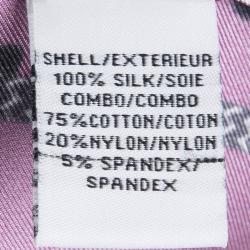 SHELL/EXTERIEUR
100% SILK/SOIE
COMBO/COMBO
75%COTTON/COTON
20%NYLON/NYLON
5% SPANDEX/
SPANDEX